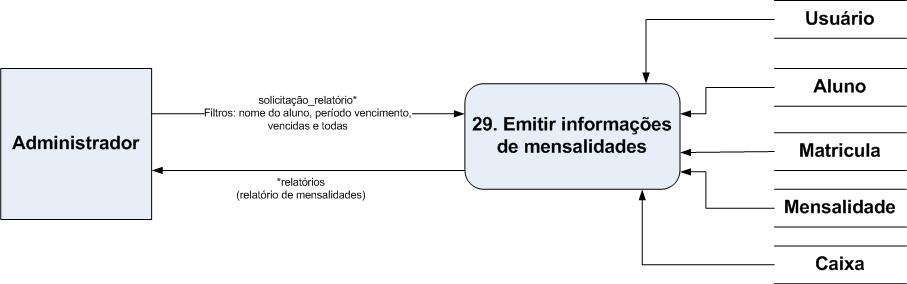 Administrador
solicitação_relatório*
Filtros: nome do aluno, período vencimento,
vencidas e todas
*relatórios
(relatório de mensalidades)
29. Emitir informações
de mensalidades
Usuário
Aluno
Matricula
Mensalidade
Caixa